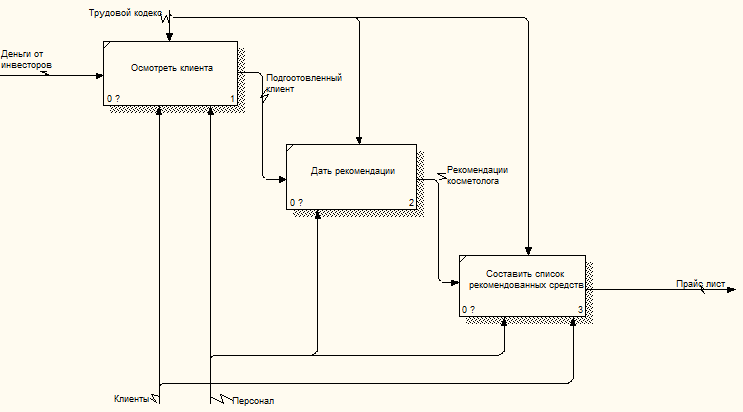 Трудовой кодекс
Деньги от
инвесторов
Осмотреть клиента
0 ?
1
Подгоотовленный
клиент
Дать рекомендации
0 ?
2
Рекомендации
косметолога
Составить список
рекомендованных средств
0 ?
3
Прайс лист
Клиенты
Персонал